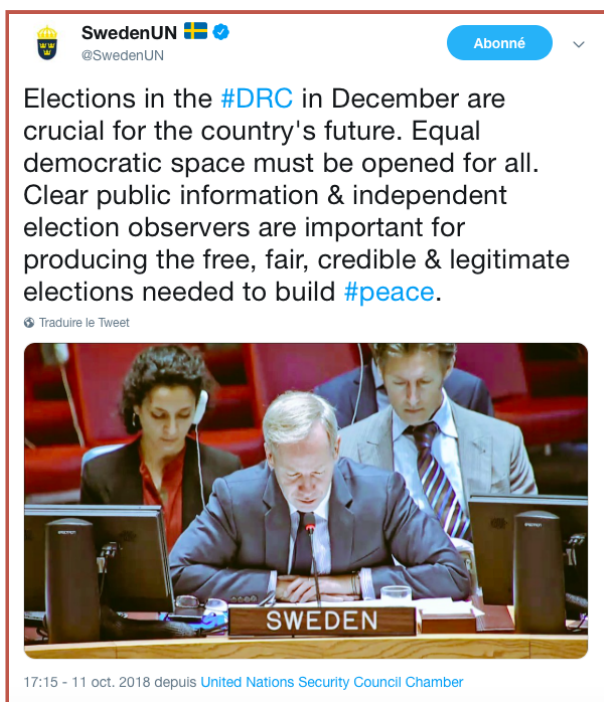 SwedenUN
@SwedenUN
Abonné
Elections in the #DRC in December are
crucial for the country's future. Equal
democratic space must be opened for all.
Clear public information & independent
election observers are important for
producing the free, fair, credible & legitimate
elections needed to build #peace.
Traduire le Tweet
SWEDEN
17:15 - 11 oct. 2018 depuis United Nations Security Council Chamber